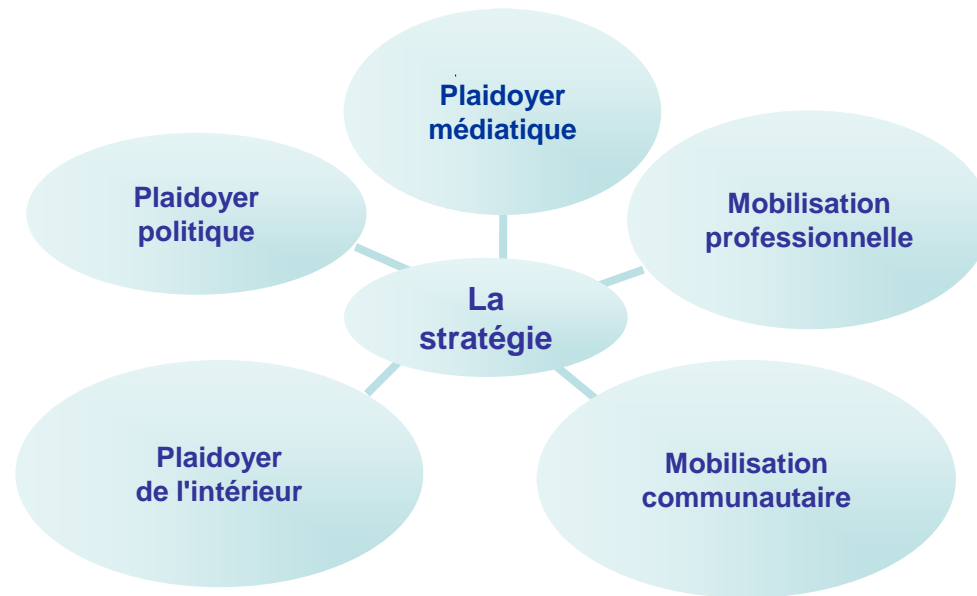 Plaidoyer
médiatique
Plaidoyer
politique
Mobilisation
professionnelle
La
stratégie
Plaidoyer
de l'intérieur
Mobilisation
communautaire